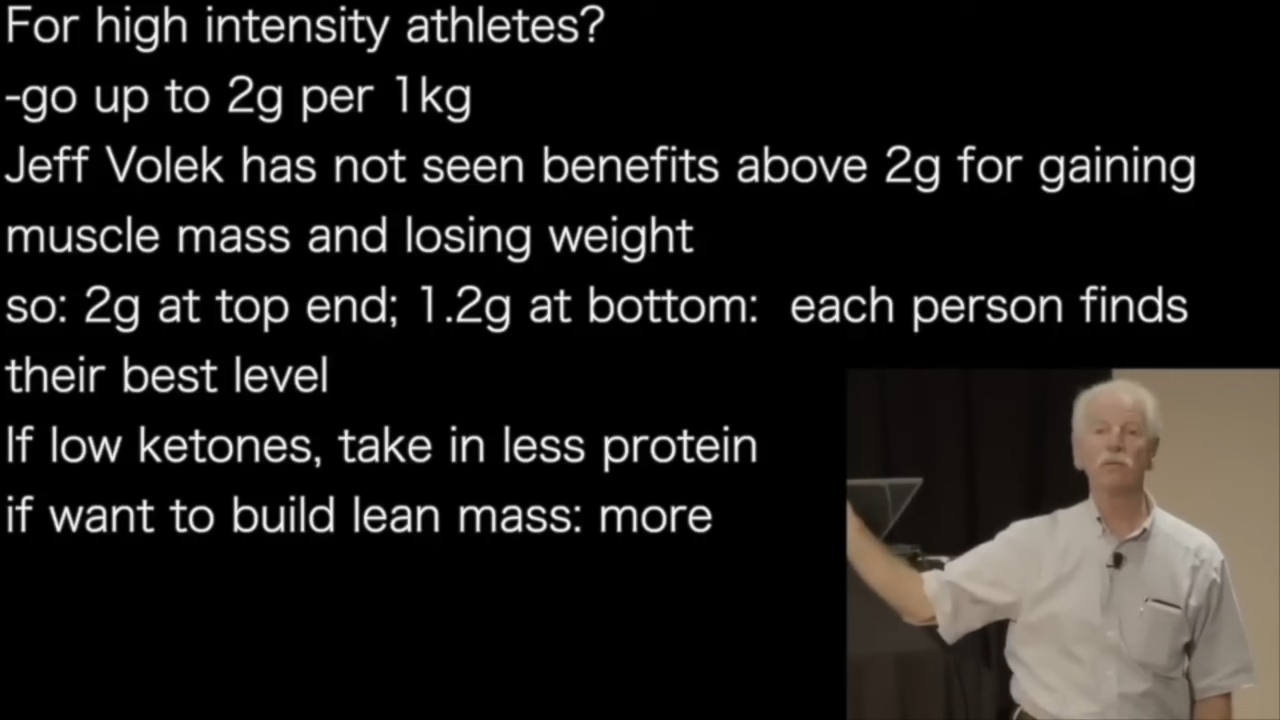 For high intensity athletes?
-go up to 2g per 1kg
Jeff Volek has not seen benefits above 2g for gaining
muscle mass and losing weight
so: 2g at top end; 1.2g at bottom:  each person finds
their best level
If low ketones, take in less protein
if want to build lean mass: more